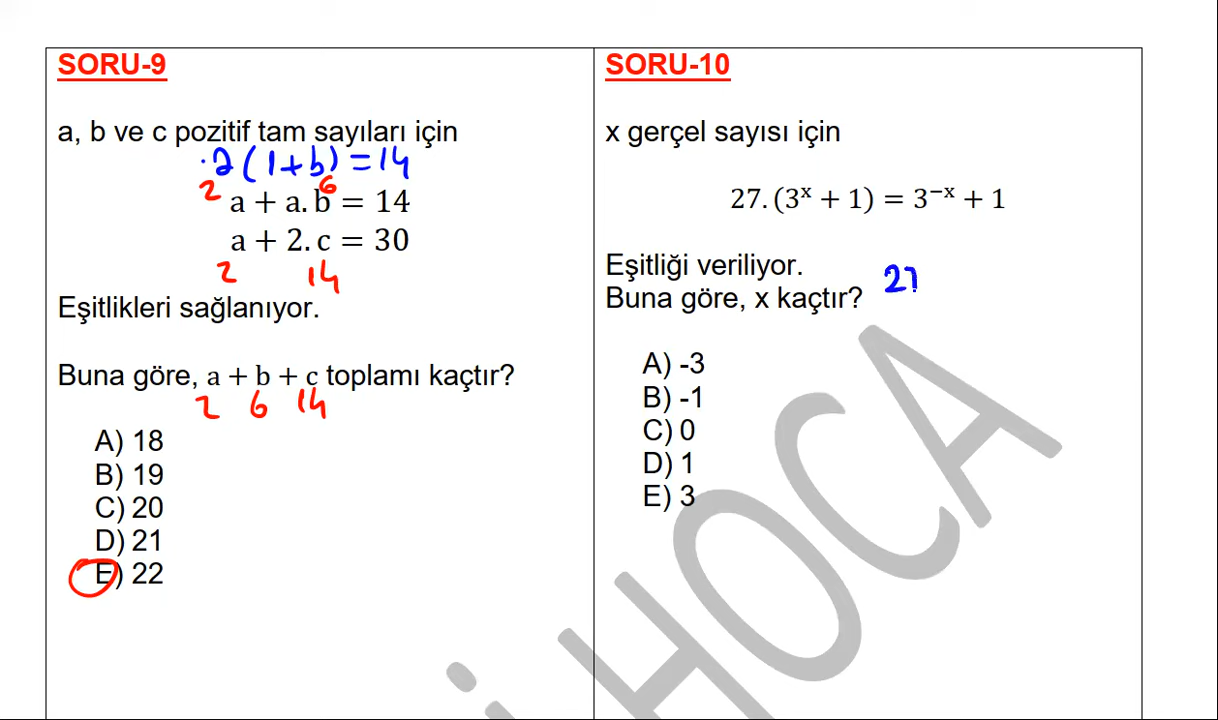 SORU-9
a, b ve c pozitif tam sayıları için
.a(1+b)=14
2 6
a + a. b = 14
a + 2. c = 30
2 14
Eşitlikleri sağlanıyor.
Buna göre, a + b + c toplamı kaçtır?
2 6 14
A) 18
B) 19
C) 20
D) 21
E) 22
SORU-10
x gerçel sayısı için
27. (3ˣ + 1) = 3⁻ˣ + 1
Eşitliği veriliyor.
27
Buna göre, x kaçtır?
A) -3
B) -1
C) 0
D) 1
E) 3
İ HOCA